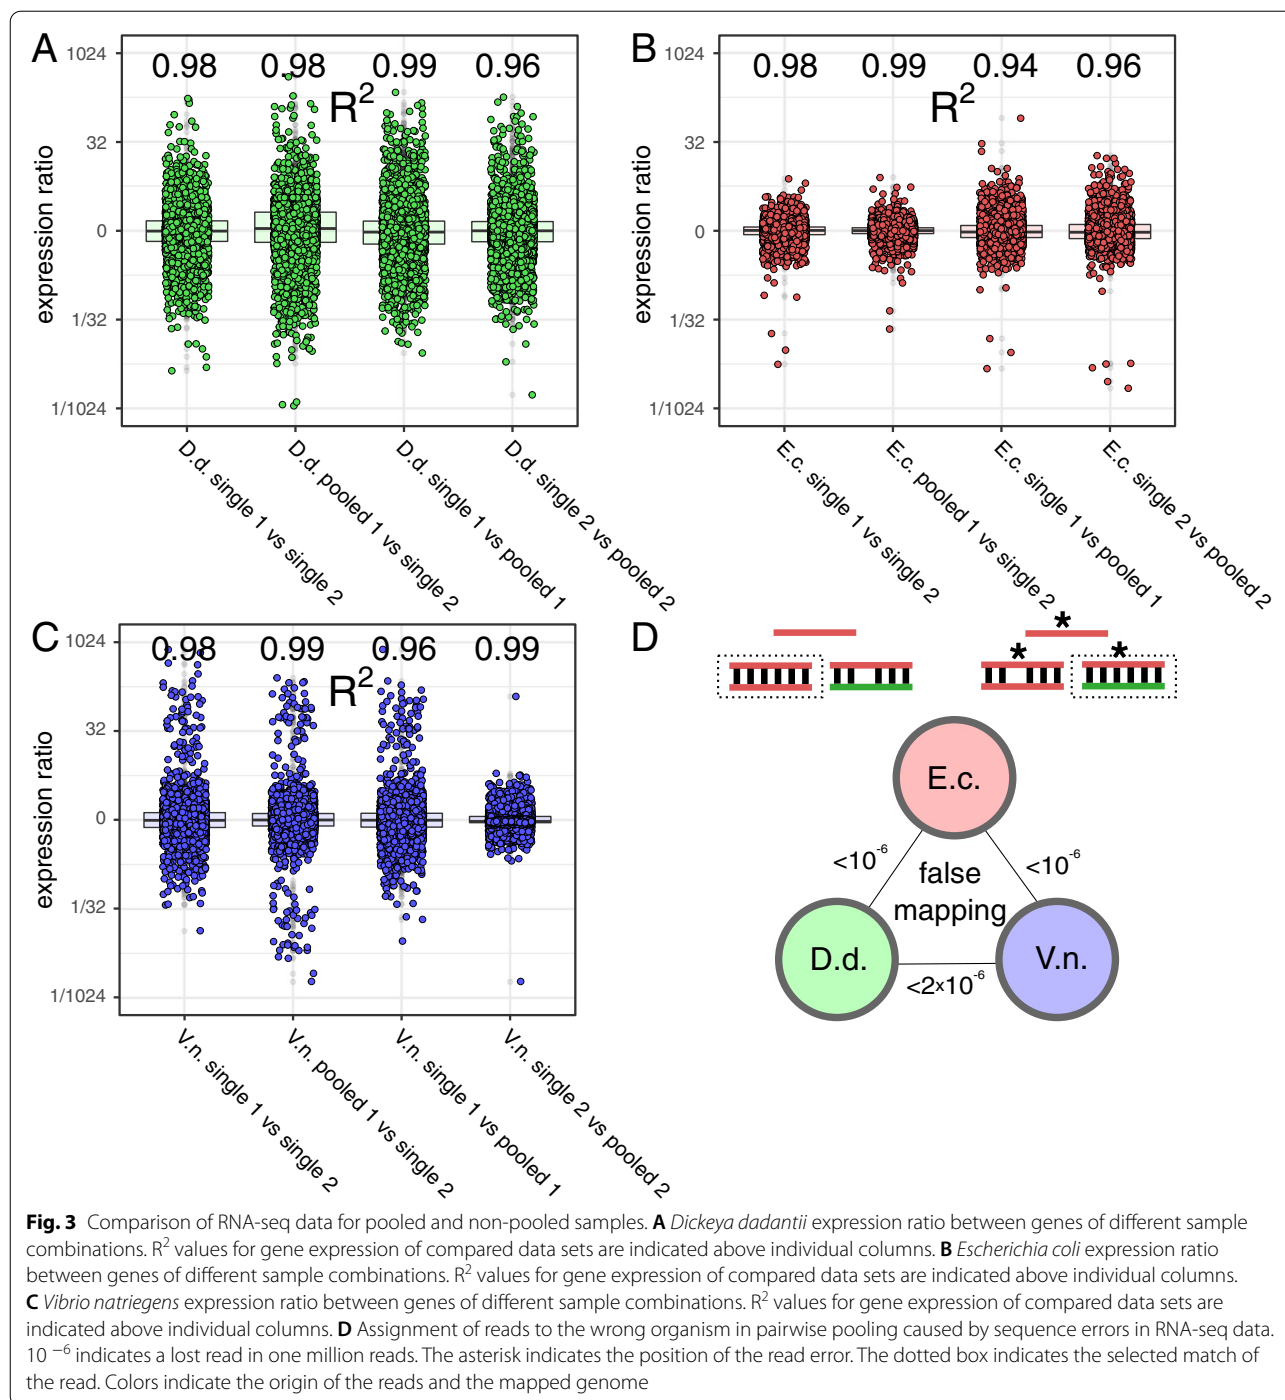 A
1024
32
0
1/32
1/1024
expression ratio
0.98 0.98 0.99 0.96
R2
D.d. single 1 vs single 2
D.d. pooled 1 vs single 2
D.d. single 1 vs pooled 1
D.d. single 2 vs pooled 2
B
1024
32
0
1/32
1/1024
expression ratio
0.98 0.99 0.94 0.96
R2
E.c. single 1 vs single 2
E.c. pooled 1 vs single 2
E.c. single 1 vs pooled 1
E.c. single 2 vs pooled 2
C
1024
32
0
1/32
1/1024
expression ratio
0.98 0.99 0.96 0.99
R2
V.n. single 1 vs single 2
V.n. pooled 1 vs single 2
V.n. single 1 vs pooled 1
V.n. single 2 vs pooled 2
D
*
* *
E.c.
<10-6 <10-6
false
mapping
D.d. V.n.
<2x10-6
Fig. 3 Comparison of RNA-seq data for pooled and non-pooled samples. A Dickeya dadantii expression ratio between genes of different sample
combinations. R2 values for gene expression of compared data sets are indicated above individual columns. B Escherichia coli expression ratio
between genes of different sample combinations. R2 values for gene expression of compared data sets are indicated above individual columns.
C Vibrio natriegens expression ratio between genes of different sample combinations. R2 values for gene expression of compared data sets are
indicated above individual columns. D Assignment of reads to the wrong organism in pairwise pooling caused by sequence errors in RNA-seq data.
10 −6 indicates a lost read in one million reads. The asterisk indicates the position of the read error. The dotted box indicates the selected match of
the read. Colors indicate the origin of the reads and the mapped genome